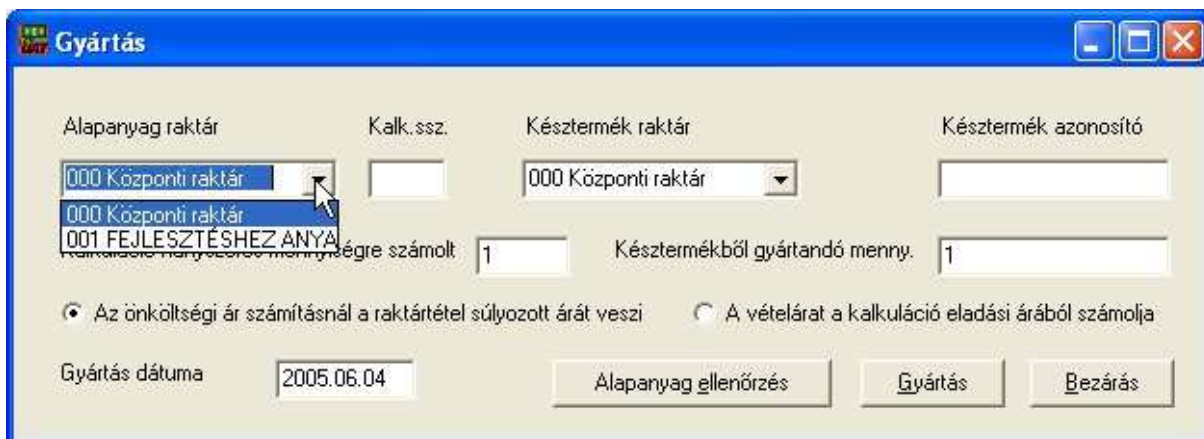 Gyártás
Alapanyag raktár Kalk.ssz. Késztermék raktár Késztermék azonosító
000 Központi raktár 000 Központi raktár
000 Központi raktár
001 FEJLESZTÉSHEZ ANYA
számolt 1 Késztermékből gyártandó menny. 1
Az önköltségi ár számításnál a raktártétel súlyozott árát veszi A vételárat a kalkuláció eladási árából számolja
Gyártás dátuma 2005.06.04 Alapanyag ellenőrzés Gyártás Bezárás